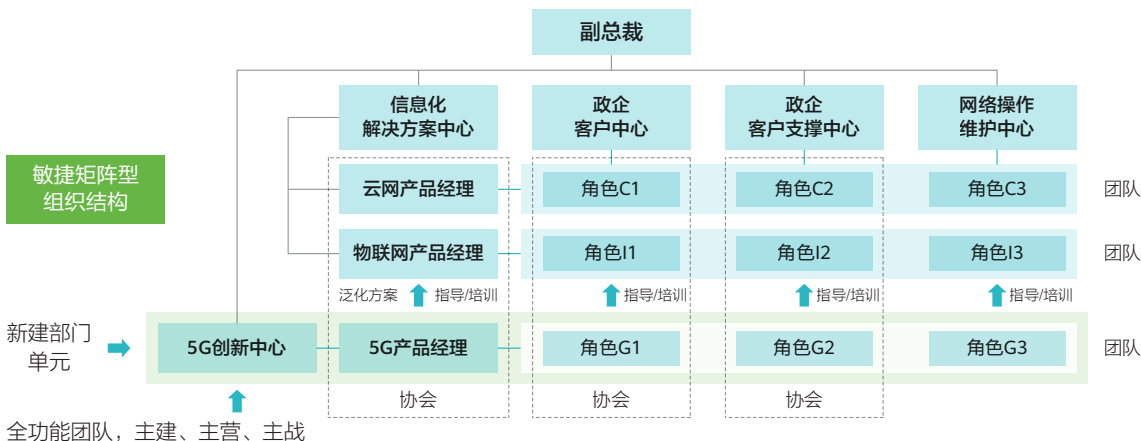 副总裁
信息化
解决方案中心
政企
客户中心
政企
客户支撑中心
网络操作
维护中心
敏捷矩阵型
组织结构
云网产品经理
角色C1
角色C2
角色C3
团队
物联网产品经理
角色I1
角色I2
角色I3
团队
泛化方案
指导/培训
指导/培训
指导/培训
指导/培训
新建部门
单元
5G创新中心
5G产品经理
角色G1
角色G2
角色G3
团队
协会
协会
协会
全功能团队，主建、主营、主战